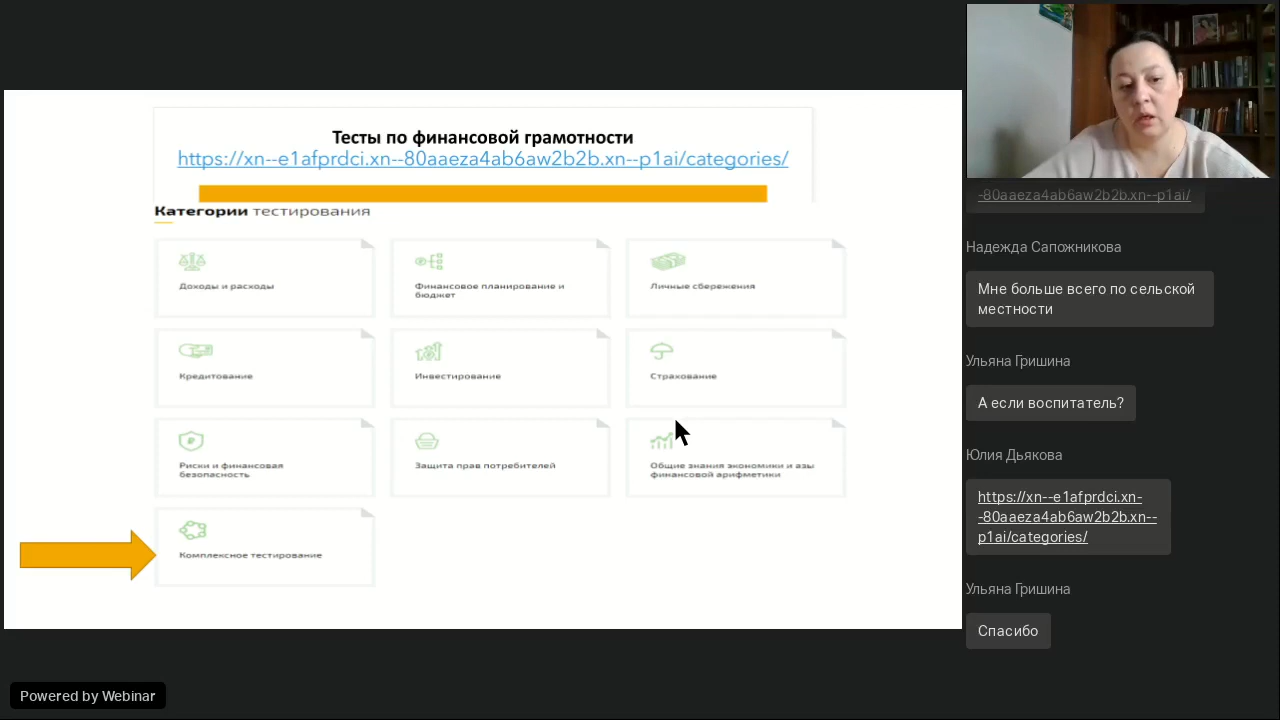 Тесты по финансовой грамотности
https://xn--e1afprdci.xn--80aaeza4ab6aw2b2b.xn--p1ai/categories/
Категории тестирования
Доходы и расходы
Финансовое планирование и
бюджет
Личные сбережения
Кредитование
Инвестирование
Страхование
Риски и финансовая
безопасность
Защита прав потребителей
Общие знания экономики и азы
финансовой арифметики
Комплексное тестирование
-80aaeza4ab6aw2b2b.xn--p1ai/
Надежда Сапожникова
Мне больше всего по сельской
местности
Ульяна Гришина
А если воспитатель?
Юлия Дьякова
https://xn--e1afprdci.xn-
-80aaeza4ab6aw2b2b.xn--
p1ai/categories/
Ульяна Гришина
Спасибо
Powered by Webinar